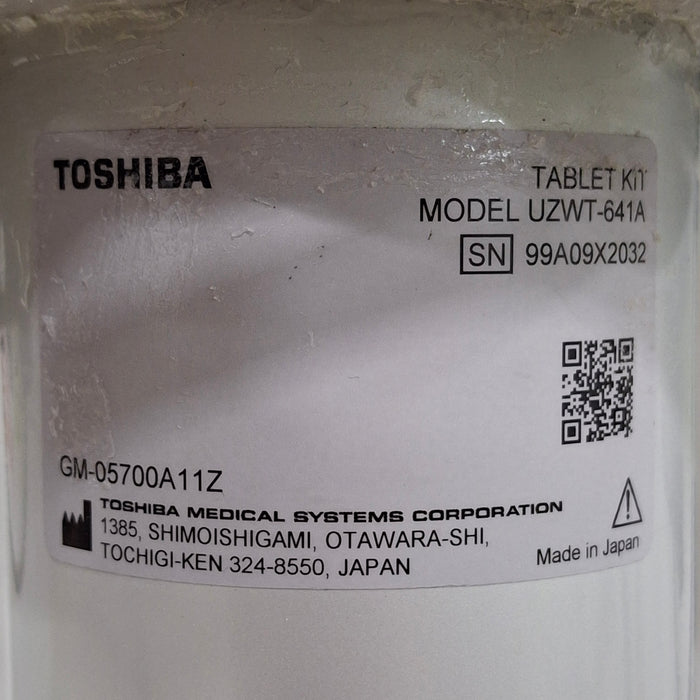 TOSHIBA
TABLET KIT
MODEL UZWT-641A
SN 99A09X2032
GM-05700A11Z
TOSHIBA MEDICAL SYSTEMS CORPORATION
1385, SHIMOISHIGAMI, OTAWARA-SHI,
TOCHIGI-KEN 324-8550, JAPAN
Made in Japan